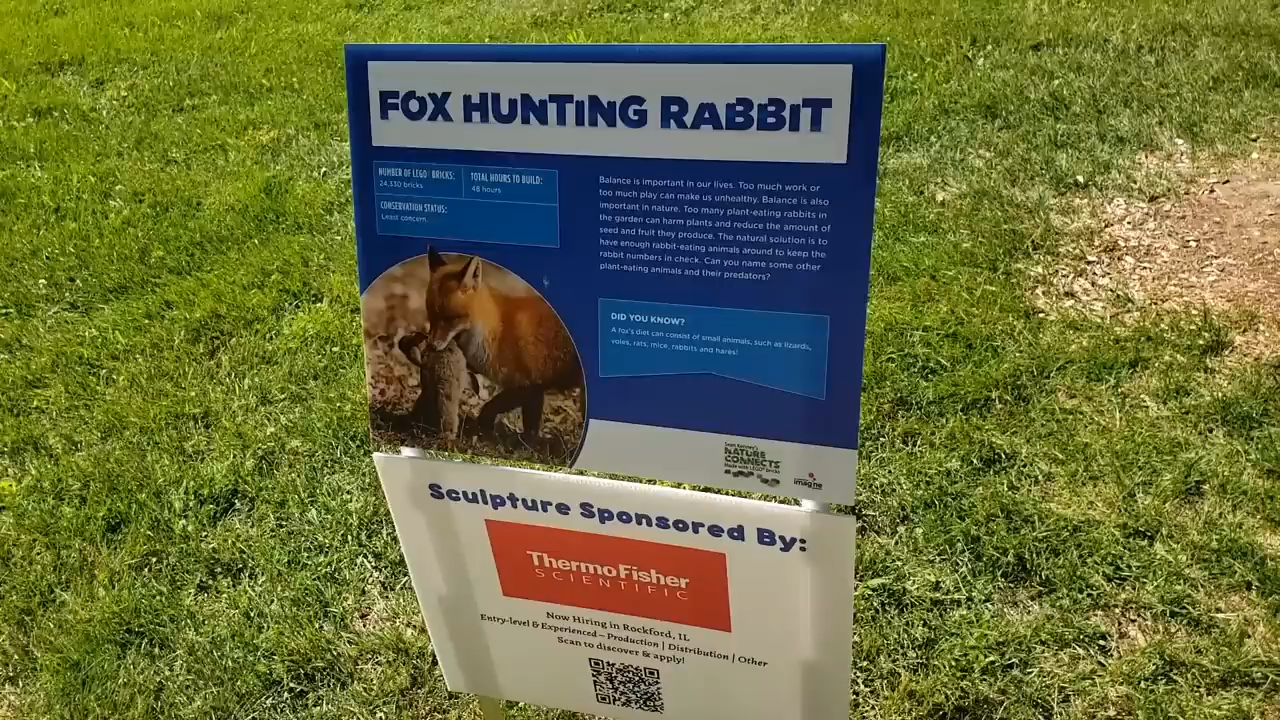 FOX HUNTING RABBIT
NUMBER OF LEGO® BRICKS:
24,330 bricks
TOTAL HOURS TO BUILD:
48 hours
CONSERVATION STATUS:
Least concern.
Balance is important in our lives. Too much work or
too much play can make us unhealthy. Balance is also
important in nature. Too many plant-eating rabbits in
the garden can harm plants and reduce the amount of
seed and fruit they produce. The natural solution is to
have enough rabbit-eating animals around to keep the
rabbit numbers in check. Can you name some other
plant-eating animals and their predators?
DID YOU KNOW?
A fox's diet can consist of small animals, such as lizards,
voles, rats, mice, rabbits and hares!
Sean Kenney's
NATURE
CONNECTS
Made with LEGO® bricks
imagine
Sculpture Sponsored By:
ThermoFisher
SCIENTIFIC
Now Hiring in Rockford, IL
Entry-level & Experienced – Production | Distribution | Other
Scan to discover & apply!